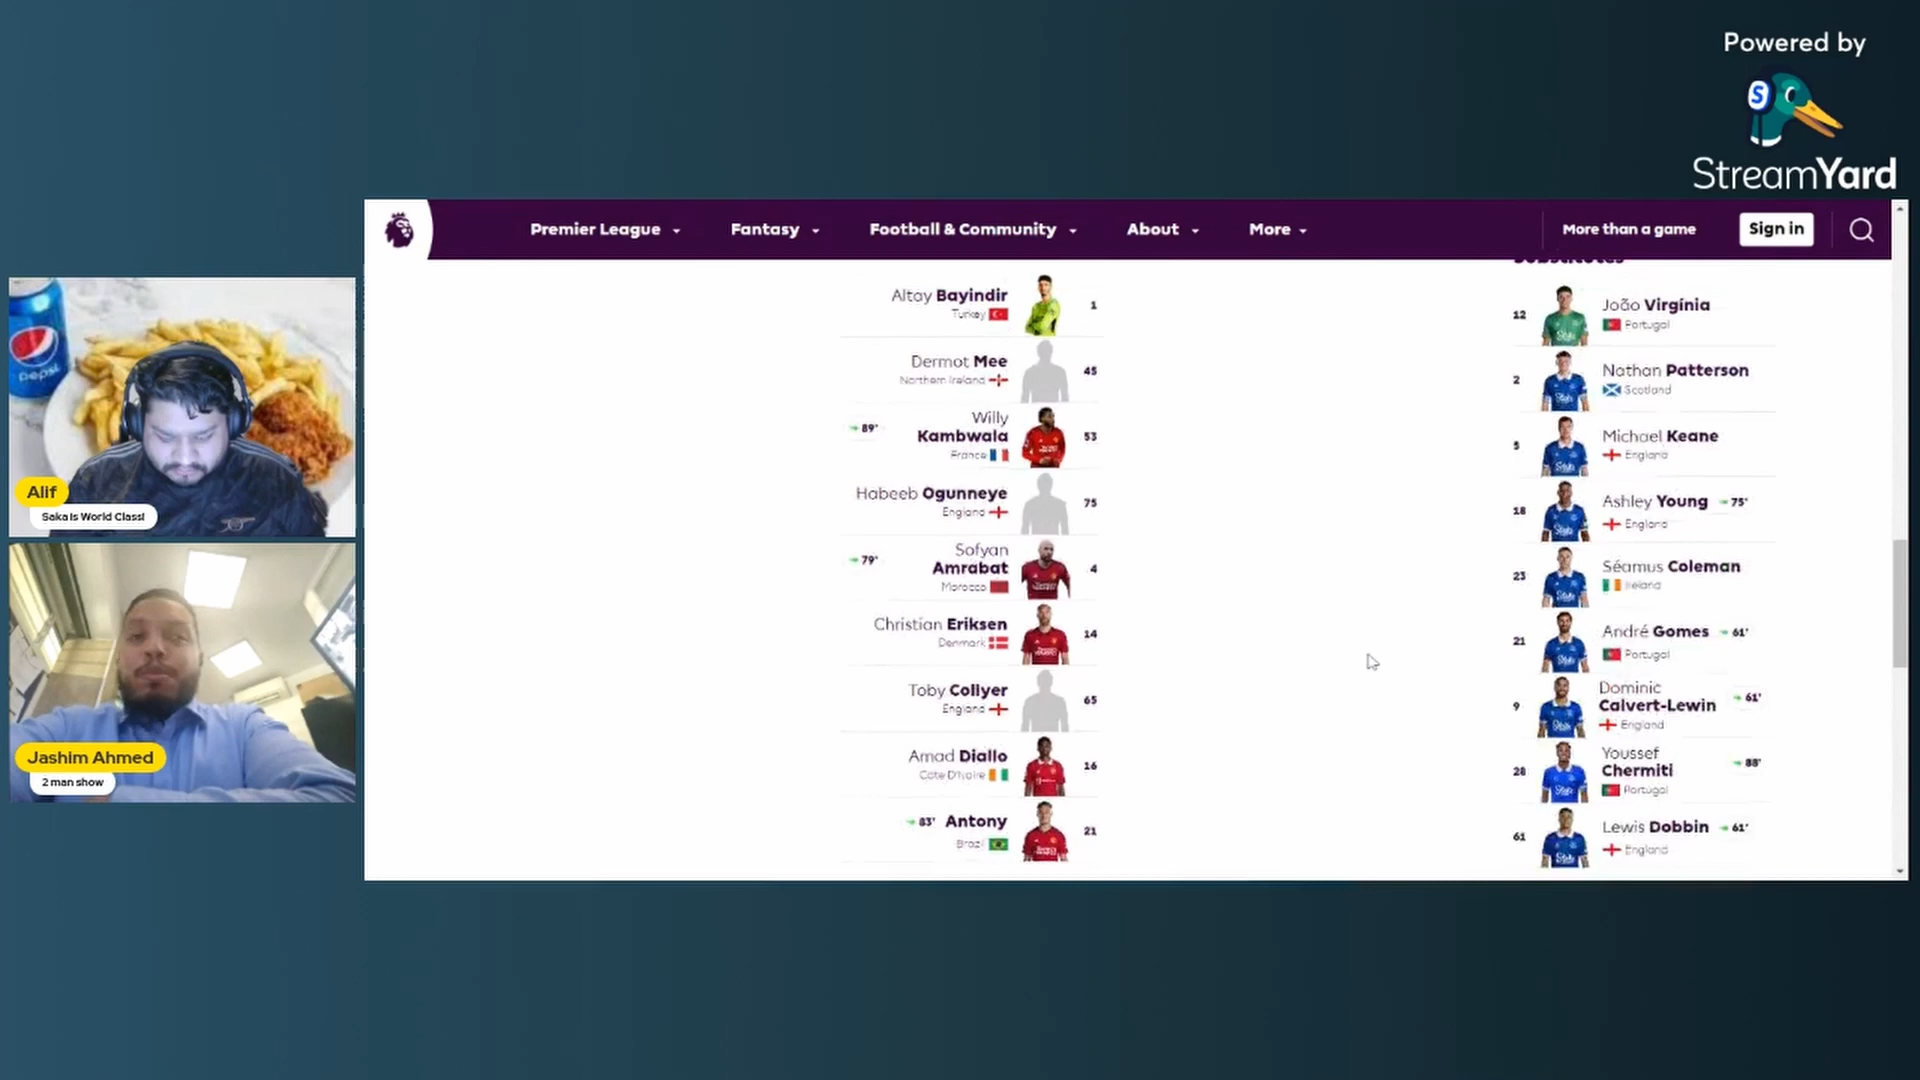 Powered by
S
StreamYard
Premier League
Fantasy
Football & Community
About
More
More than a game
Sign in
Substitutes
Altay Bayindir
Turkey
1
Dermot Mee
Northern Ireland
45
89'
Willy
Kambwala
France
53
Habeeb Ogunneye
England
75
79'
Sofyan
Amrabat
Morocco
4
Christian Eriksen
Denmark
14
Toby Collyer
England
65
Amad Diallo
Cote D'Ivoire
16
83' Antony
Brazil
21
12
João Virgínia
Portugal
2
Nathan Patterson
Scotland
5
Michael Keane
England
18
Ashley Young 75'
England
23
Séamus Coleman
Ireland
21
André Gomes 61'
Portugal
9
Dominic
Calvert-Lewin 61'
England
28
Youssef
Chermiti 88'
Portugal
61
Lewis Dobbin 61'
England
pepsi
Alif
Saka is World Class!
Jashim Ahmed
2 man show